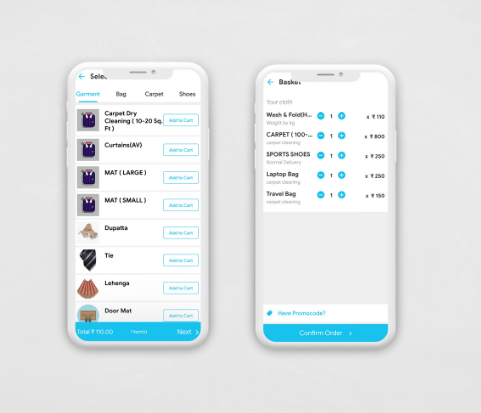 Selec
Garment Bag Carpet Shoes
Carpet Dry
Cleaning ( 10-20 Sq.
Ft )
Add to Cart
Curtains(AV)
Add to Cart
MAT ( LARGE )
Add to Cart
MAT ( SMALL )
Add to Cart
Dupatta
Add to Cart
Tie
Add to Cart
Lehenga
Add to Cart
Door Mat
Add to Cart
Total ₹ 110.00 1 Item(s) Next >
Basket
Your cloth
Wash & Fold(H... 1 x ₹ 110
Weight by kg
CARPET ( 100-... 1 x ₹ 800
carpet cleaning
SPORTS SHOES 1 x ₹ 250
Normal Delivery
Laptop Bag 1 x ₹ 250
carpet cleaning
Travel Bag 1 x ₹ 150
carpet cleaning
Have Promocode?
Confirm Order >